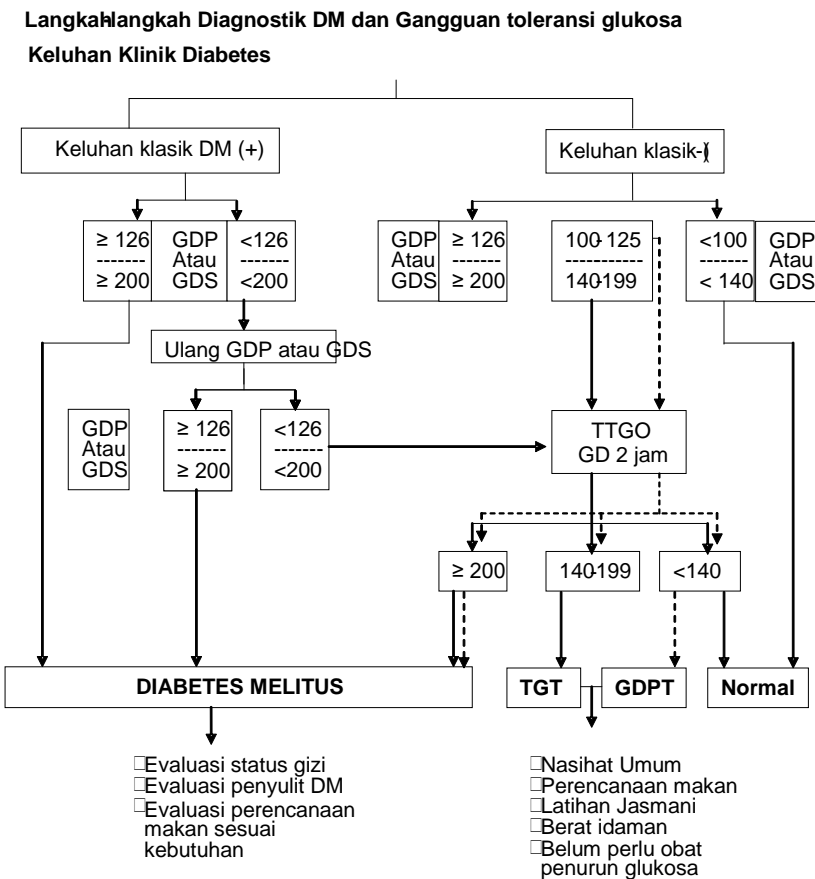 Langkah-langkah Diagnostik DM dan Gangguan toleransi glukosa
Keluhan Klinik Diabetes
Keluhan klasik DM (+)
Keluhan klasik (-)
≥ 126
-------
≥ 200
GDP
Atau
GDS
<126
-------
<200
GDP
Atau
GDS
≥ 126
-------
≥ 200
100-125
-----------
140-199
<100
--------
< 140
GDP
Atau
GDS
Ulang GDP atau GDS
GDP
Atau
GDS
≥ 126
-------
≥ 200
<126
-------
<200
TTGO
GD 2 jam
≥ 200
140-199
<140
DIABETES MELITUS
TGT
GDPT
Normal
Evaluasi status gizi
Evaluasi penyulit DM
Evaluasi perencanaan
makan sesuai
kebutuhan
Nasihat Umum
Perencanaan makan
Latihan Jasmani
Berat idaman
Belum perlu obat
penurun glukosa